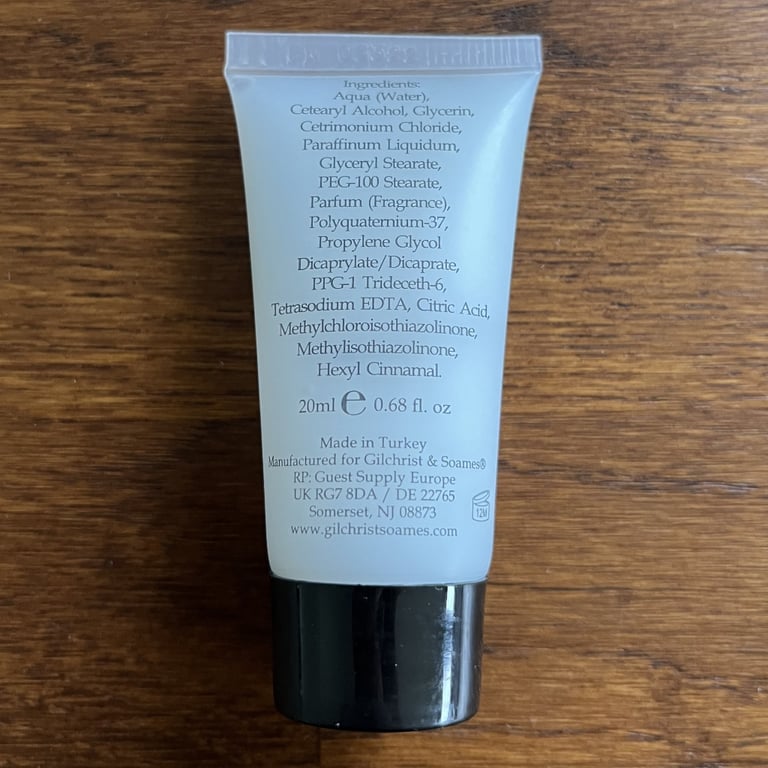 Ingredients:
Aqua (Water),
Cetearyl Alcohol, Glycerin,
Cetrimonium Chloride,
Paraffinum Liquidum,
Glyceryl Stearate,
PEG-100 Stearate,
Parfum (Fragrance),
Polyquaternium-37,
Propylene Glycol
Dicaprylate/Dicaprate,
PPG-1 Trideceth-6,
Tetrasodium EDTA, Citric Acid,
Methylchloroisothiazolinone,
Methylisothiazolinone,
Hexyl Cinnamal.
20ml e 0.68 fl. oz
Made in Turkey
Manufactured for Gilchrist & Soames®
RP: Guest Supply Europe
UK RG7 8DA / DE 22765
Somerset, NJ 08873
www.gilchristsoames.com
12M